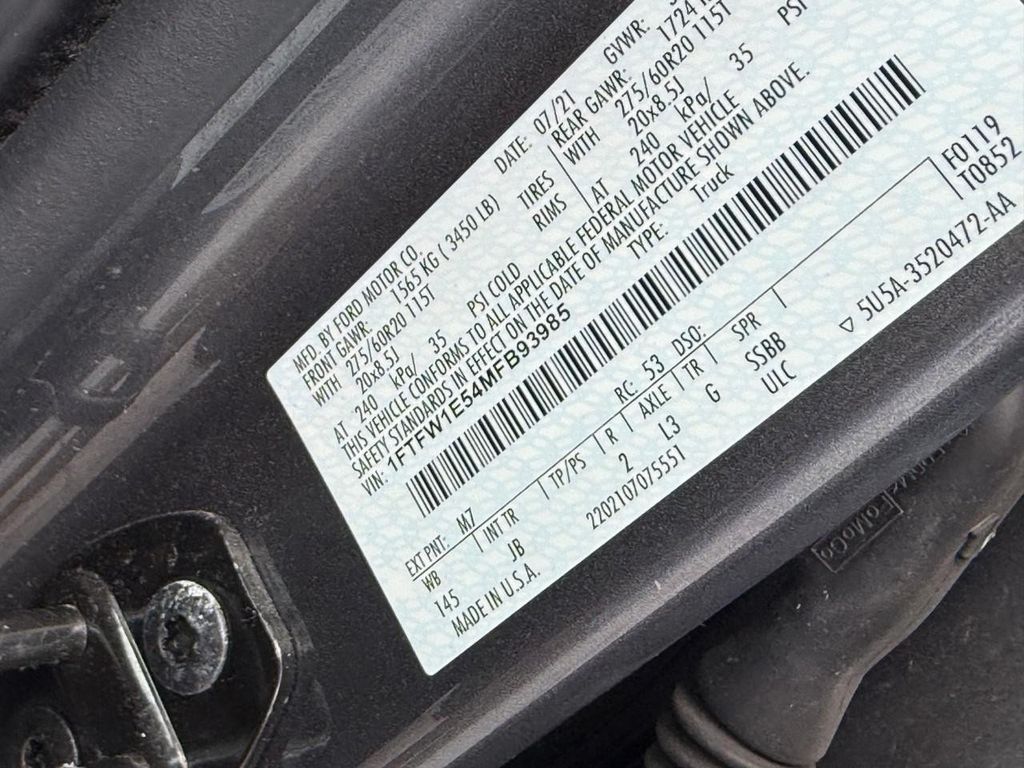 MFD. BY FORD MOTOR CO.
DATE: 07/21
GVWR:
FRONT GAWR: 1565 KG ( 3450 LB)
REAR GAWR: 1724
WITH 275/60R20 115T TIRES WITH 275/60R20 115T
20x8.5J RIMS 20x8.5J
AT 240 kPa/ 35 PSI COLD AT 240 kPa/ 35 PSI
THIS VEHICLE CONFORMS TO ALL APPLICABLE FEDERAL MOTOR VEHICLE
SAFETY STANDARDS IN EFFECT ON THE DATE OF MANUFACTURE SHOWN ABOVE.
VIN: 1FTFW1E54MFB93985
TYPE: Truck
F0119
T0852
EXT PNT: M7 RC: 53 DSO:
WB INT TR TP/PS R AXLE TR SPR
145 JB 2 L3 G SSBB
MADE IN U.S.A. 220210707555​1 ULC
▽ 5U5A-3520472-AA
FoMoCo